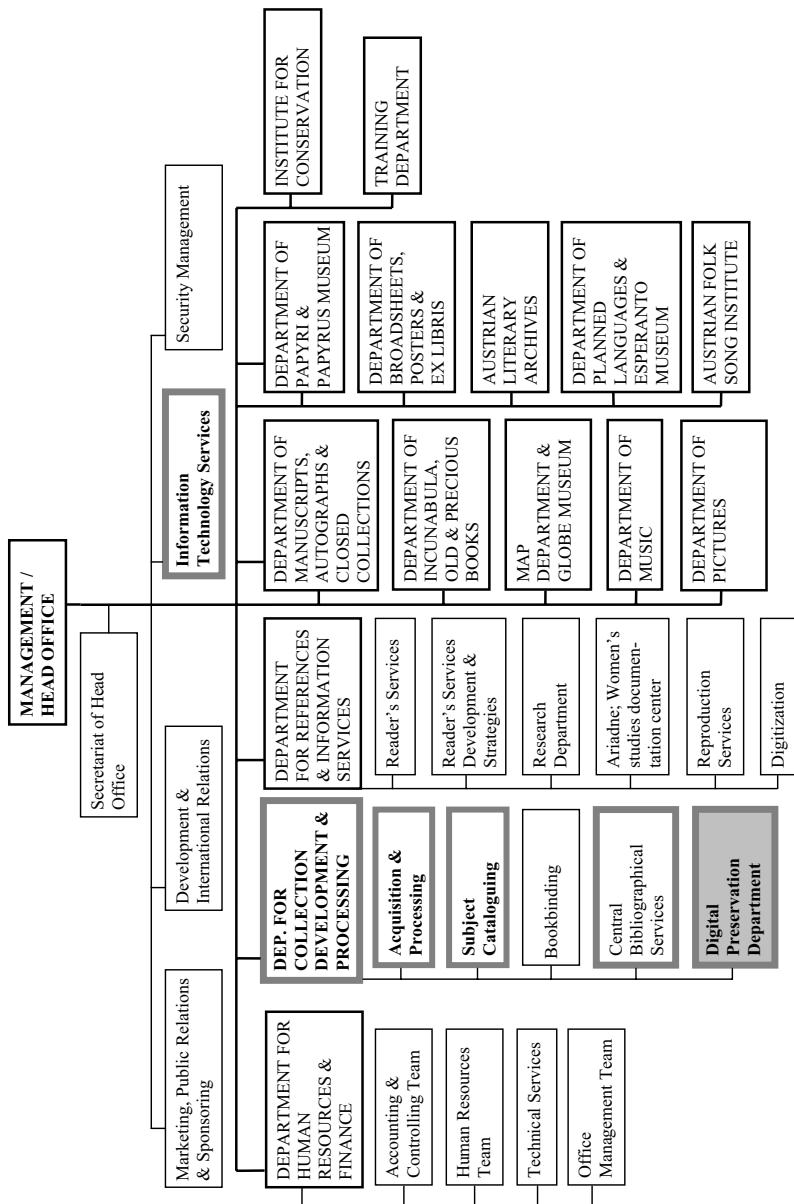 MANAGEMENT /
HEAD OFFICE
Secretariat of Head
Office
Marketing, Public Relations
& Sponsoring
Development &
International Relations
Information
Technology Services
Security Management
DEPARTMENT FOR
HUMAN
RESOURCES &
FINANCE
Accounting &
Controlling Team
Human Resources
Team
Technical Services
Office
Management Team
DEP. FOR
COLLECTION
DEVELOPMENT &
PROCESSING
Acquisition &
Processing
Subject
Cataloguing
Bookbinding
Central
Bibliographical
Services
Digital
Preservation
Department
DEPARTMENT
FOR REFERENCES
& INFORMATION
SERVICES
Reader’s Services
Reader’s Services
Development &
Strategies
Research
Department
Ariadne; Women’s
studies documen-
tation center
Reproduction
Services
Digitization
DEPARTMENT OF
MANUSCRIPTS,
AUTOGRAPHS &
CLOSED
COLLECTIONS
DEPARTMENT OF
INCUNABULA,
OLD & PRECIOUS
BOOKS
MAP
DEPARTMENT &
GLOBE MUSEUM
DEPARTMENT OF
MUSIC
DEPARTMENT OF
PICTURES
DEPARTMENT OF
PAPYRI &
PAPYRUS MUSEUM
DEPARTMENT OF
BROADSHEETS,
POSTERS &
EX LIBRIS
AUSTRIAN
LITERARY
ARCHIVES
DEPARTMENT OF
PLANNED
LANGUAGES &
ESPERANTO
MUSEUM
AUSTRIAN FOLK
SONG INSTITUTE
INSTITUTE FOR
CONSERVATION
TRAINING
DEPARTMENT